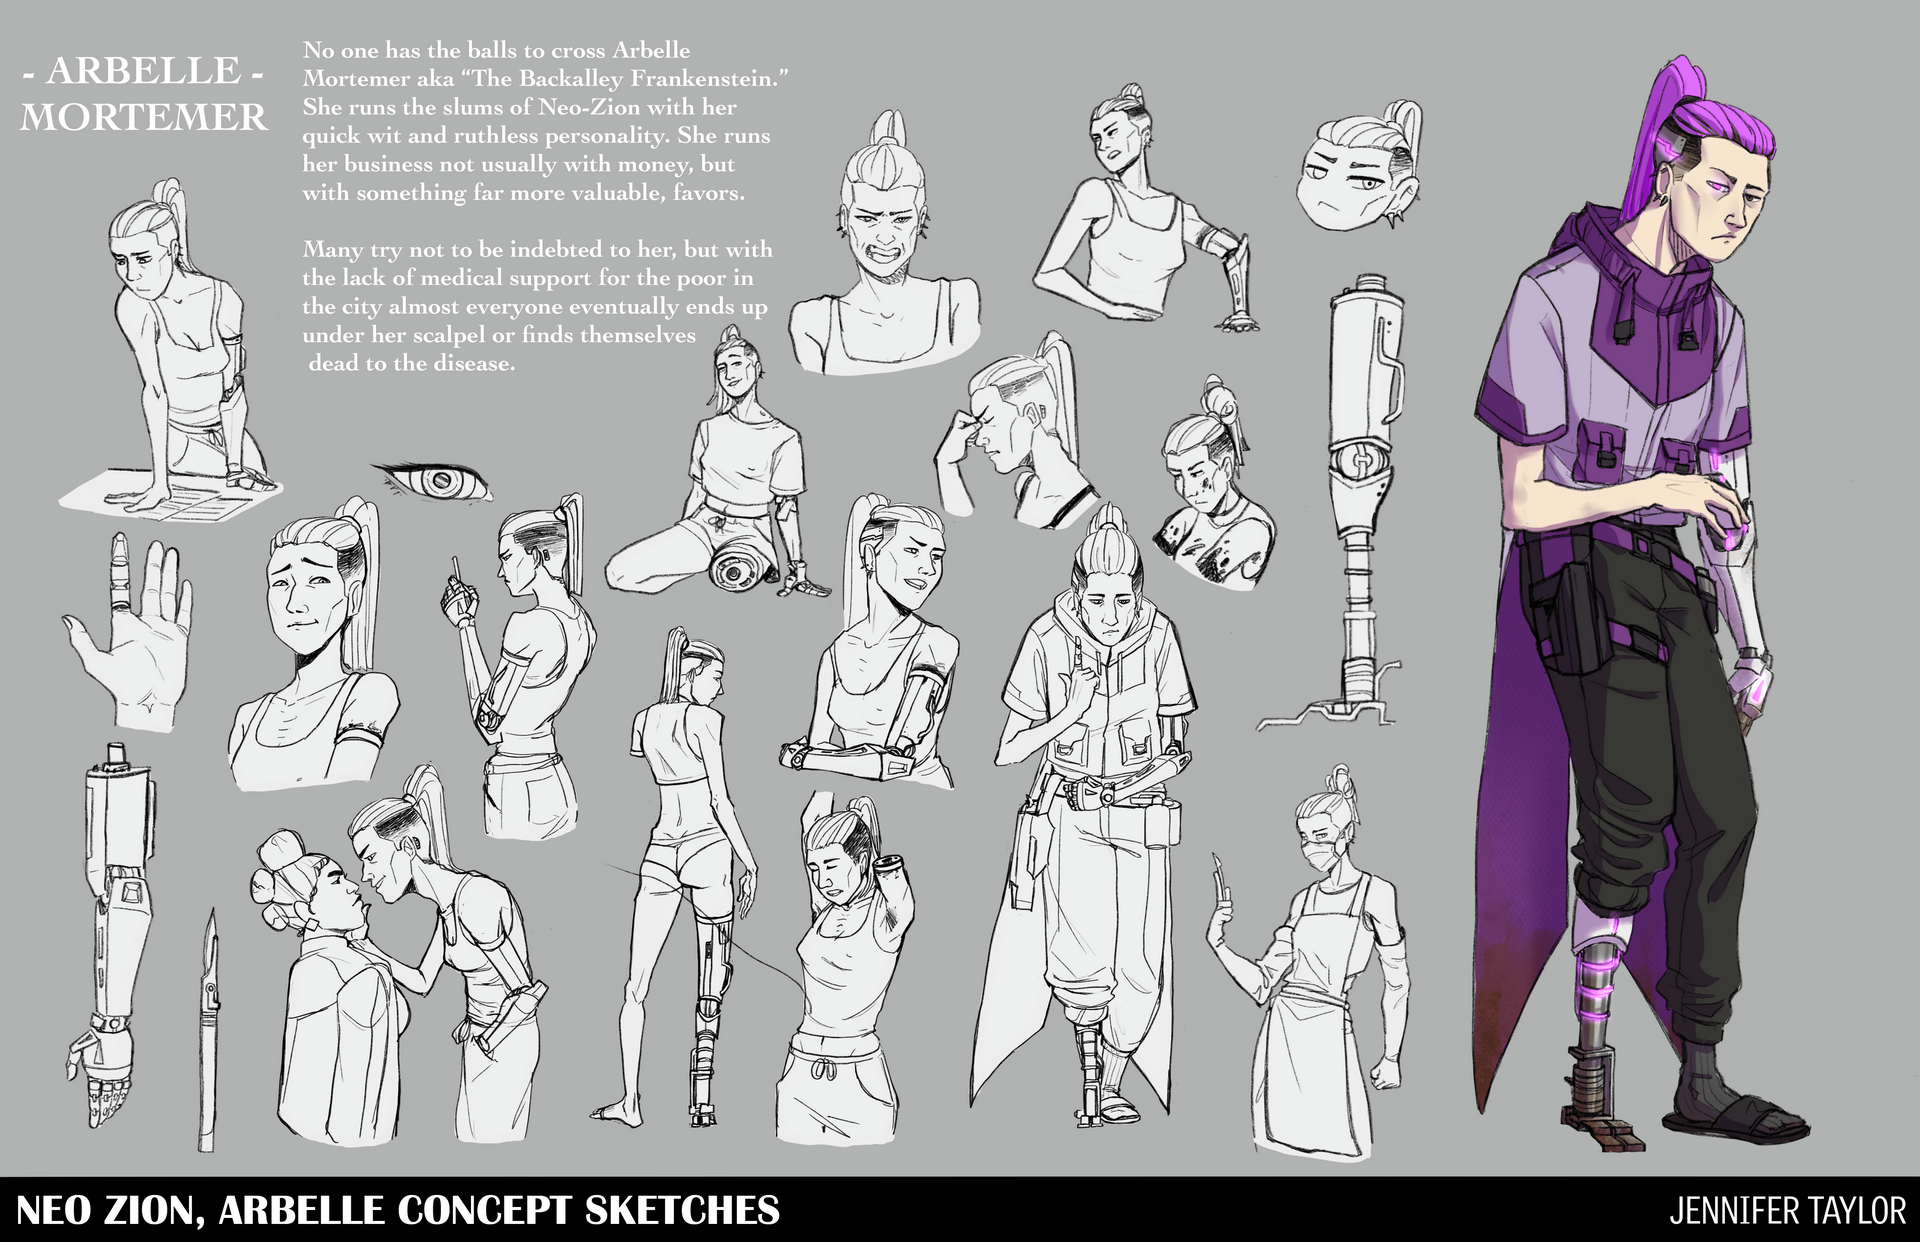 - ARBELLE -
MORTEMER
No one has the balls to cross Arbelle
Mortemer aka “The Backalley Frankenstein.”
She runs the slums of Neo-Zion with her
quick wit and ruthless personality. She runs
her business not usually with money, but
with something far more valuable, favors.
Many try not to be indebted to her, but with
the lack of medical support for the poor in
the city almost everyone eventually ends up
under her scalpel or finds themselves
dead to the disease.
NEO ZION, ARBELLE CONCEPT SKETCHES
JENNIFER TAYLOR